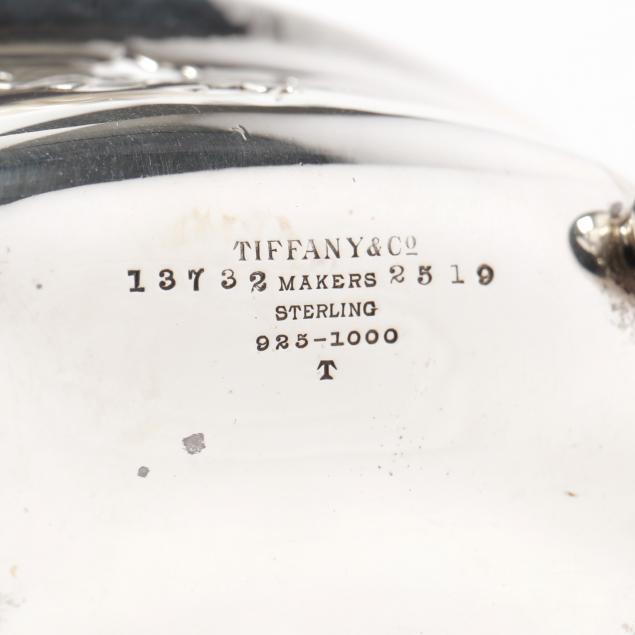 TIFFANY & Cº
13732 MAKERS 2519
STERLING
925-1000
T